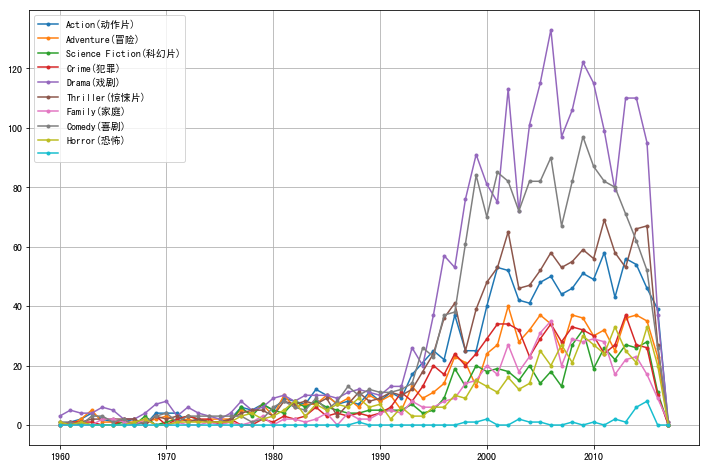 Action(动作片)
Adventure(冒险)
Science Fiction(科幻片)
Crime(犯罪)
Drama(戏剧)
Thriller(惊悚片)
Family(家庭)
Comedy(喜剧)
Horror(恐怖)
120
100
80
60
40
20
0
1960 1970 1980 1990 2000 2010